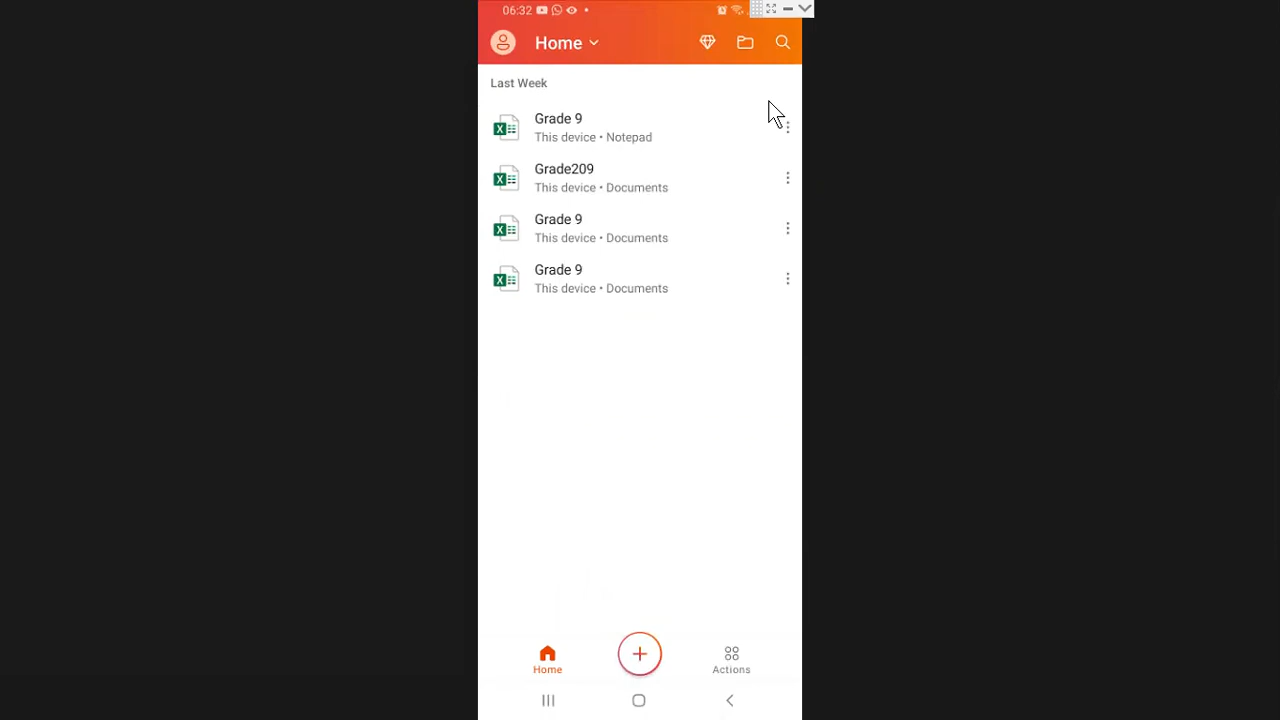 06:32
Home
Last Week
Grade 9
This device • Notepad
Grade209
This device • Documents
Grade 9
This device • Documents
Grade 9
This device • Documents
Home
Actions